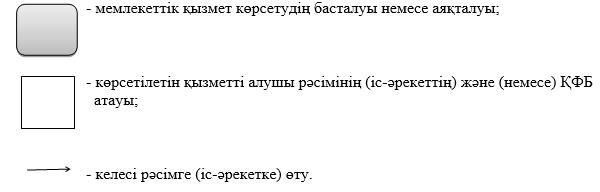 - мемлекеттік қызмет көрсетудің басталуы немесе аяқталуы;
- көрсетілетін қызметті алушы рәсімінің (іс-әрекеттің) және (немесе) ҚФБ
атауы;
- келесі рәсімге (іс-әрекетке) өту.